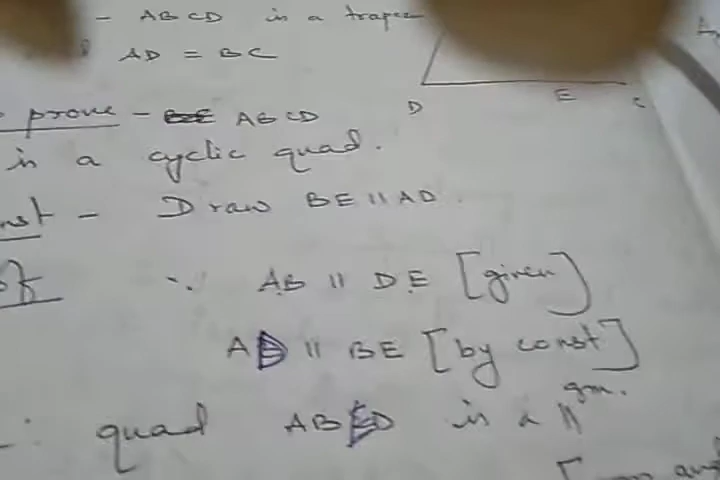 - ABCD is a trape
AD = BC
D E C
prove - ABCD
is a cyclic quad.
nst - Draw BE || AD.
∵ AB || DE [given]
AD || BE [by const]
∴ quad ABED is a ||gm.